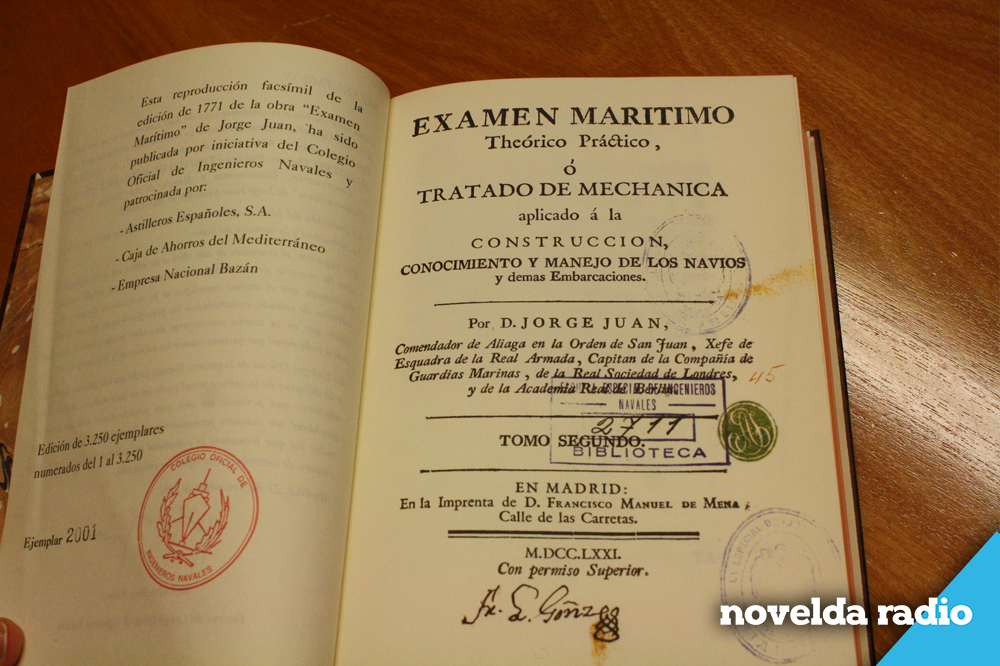 Esta reproducción facsímil de la
edición de 1771 de la obra "Examen
Marítimo" de Jorge Juan, ha sido
publicada por iniciativa del Colegio
Oficial de Ingenieros Navales y
patrocinada por:
- Astilleros Españoles, S.A.
- Caja de Ahorros del Mediterráneo
- Empresa Nacional Bazán
Edición de 3.250 ejemplares
numerados del 1 al 3.250
COLEGIO OFICIAL DE
INGENIEROS NAVALES
Ejemplar 2001
EXAMEN MARITIMO
Theórico Práctico,
ó
TRATADO DE MECHANICA
aplicado á la
CONSTRUCCION,
CONOCIMIENTO Y MANEJO DE LOS NAVIOS
y demas Embarcaciones.
Por D. JORGE JUAN,
Comendador de Aliaga en la Orden de San Juan, Xefe de
Esquadra de la Real Armada, Capitan de la Compañía de
Guardias Marinas, de la Real Sociedad de Londres,
y de la Academia Real de Berlin.
45
ESPECIAL DE INGENIEROS
NAVALES
2711
BIBLIOTECA
TOMO SEGUNDO.
EN MADRID:
En la Imprenta de D. FRANCISCO MANUEL DE MENA,
Calle de las Carretas.
M.DCC.LXXI.
Con permiso Superior.
novelda radio